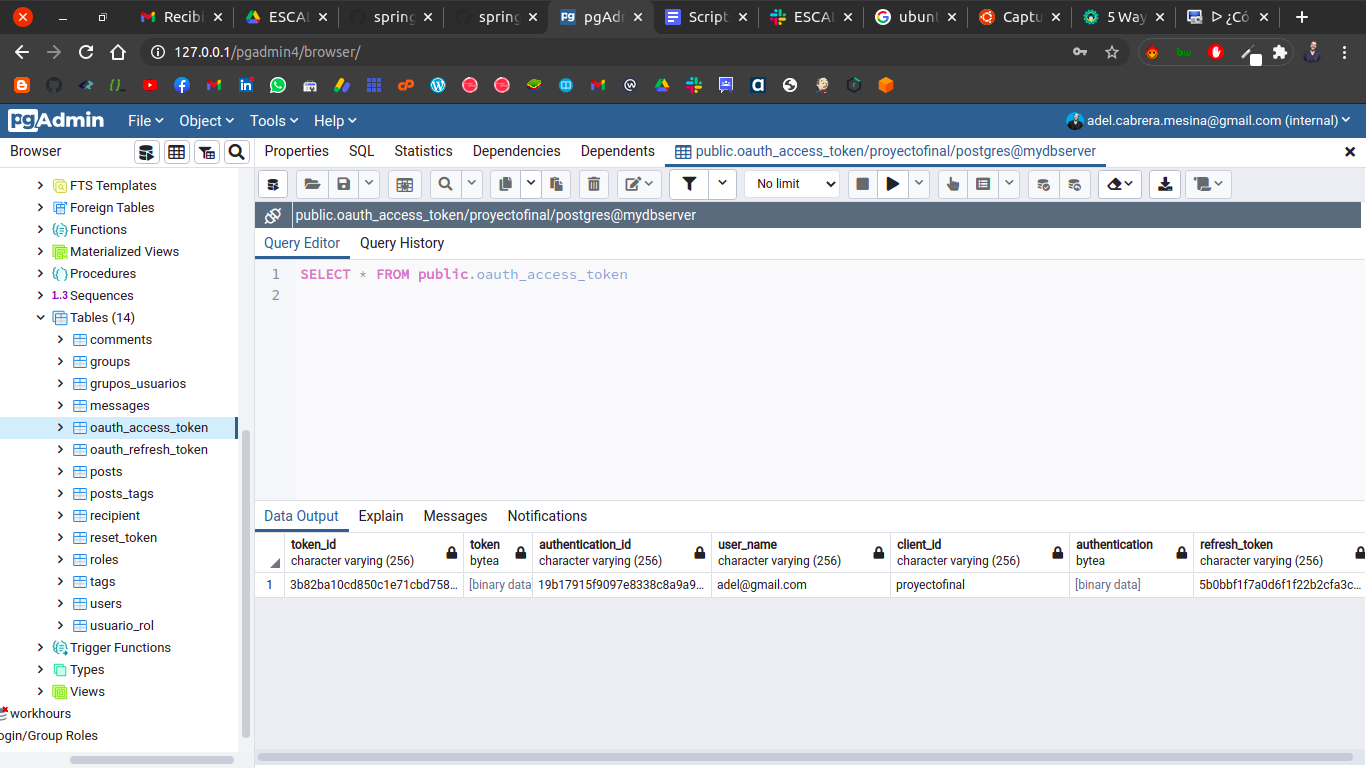 Recibi
ESCAL
spring
spring
pgAdr
Script
ESCAL
ubunt
Captu
5 Way
ᐅ ¿Có
127.0.0.1/pgadmin4/browser/
pgAdmin
File
Object
Tools
Help
adel.cabrera.mesina@gmail.com (internal)
Browser
Properties
SQL
Statistics
Dependencies
Dependents
public.oauth_access_token/proyectofinal/postgres@mydbserver
No limit
public.oauth_access_token/proyectofinal/postgres@mydbserver
Query Editor
Query History
1 SELECT * FROM public.oauth_access_token
2
FTS Templates
Foreign Tables
Functions
Materialized Views
Procedures
1..3 Sequences
Tables (14)
comments
groups
grupos_usuarios
messages
oauth_access_token
oauth_refresh_token
posts
posts_tags
recipient
reset_token
roles
tags
users
usuario_rol
Trigger Functions
Types
Views
workhours
ogin/Group Roles
Data Output
Explain
Messages
Notifications
token_id
character varying (256)
token
bytea
authentication_id
character varying (256)
user_name
character varying (256)
client_id
character varying (256)
authentication
bytea
refresh_token
character varying (256)
1 3b82ba10cd850c1e71cbd758... [binary data] 19b17915f9097e8338c8a9a9... adel@gmail.com proyectofinal [binary data] 5b0bbf1f7a0d6f1f22b2cfa3c...